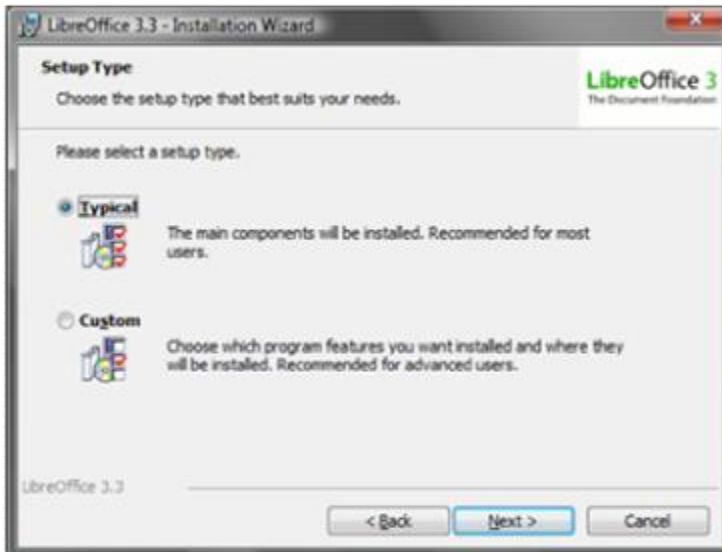 LibreOffice 3.3 - Installation Wizard
Setup Type
Choose the setup type that best suits your needs.
LibreOffice 3
The Document Foundation
Please select a setup type.
Typical
The main components will be installed. Recommended for most
users.
Custom
Choose which program features you want installed and where they
will be installed. Recommended for advanced users.
LibreOffice 3.3
< Back
Next >
Cancel